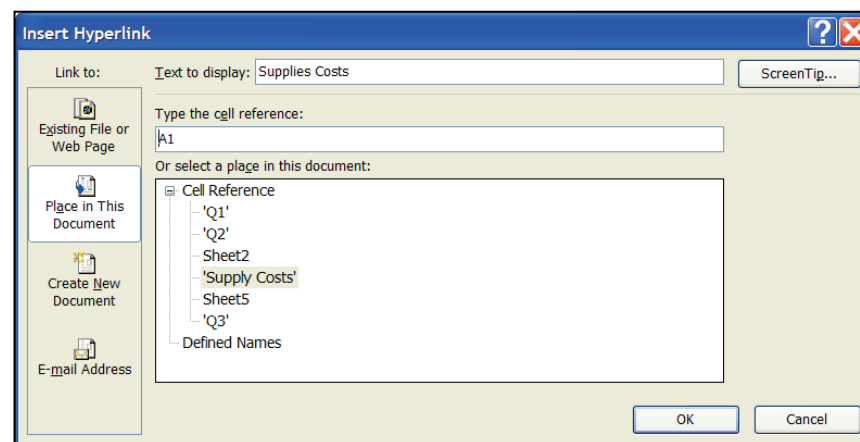 Insert Hyperlink
Link to:
Text to display: Supplies Costs
ScreenTip...
Existing File or
Web Page
Type the cell reference:
A1
Or select a place in this document:
Place in This
Document
Cell Reference
'Q1'
'Q2'
Sheet2
'Supply Costs'
Sheet5
'Q3'
Defined Names
Create New
Document
E-mail Address
OK
Cancel